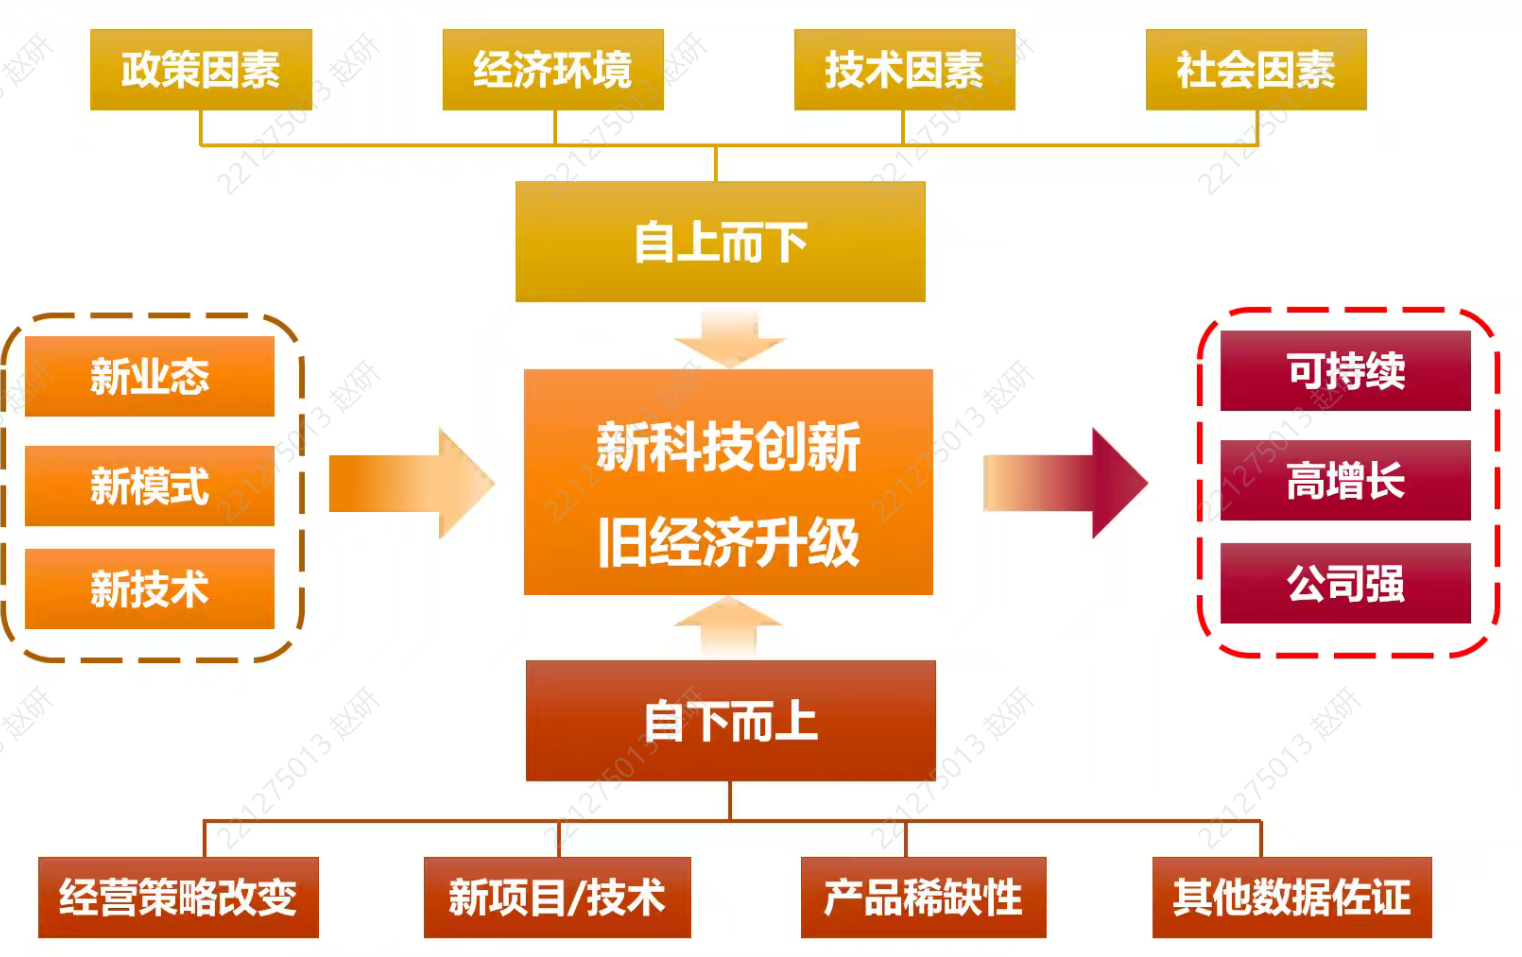 政策因素
经济环境
技术因素
社会因素
自上而下
新业态
新模式
新技术
新科技创新
旧经济升级
可持续
高增长
公司强
自下而上
经营策略改变
新项目/技术
产品稀缺性
其他数据佐证
221275013 赵研